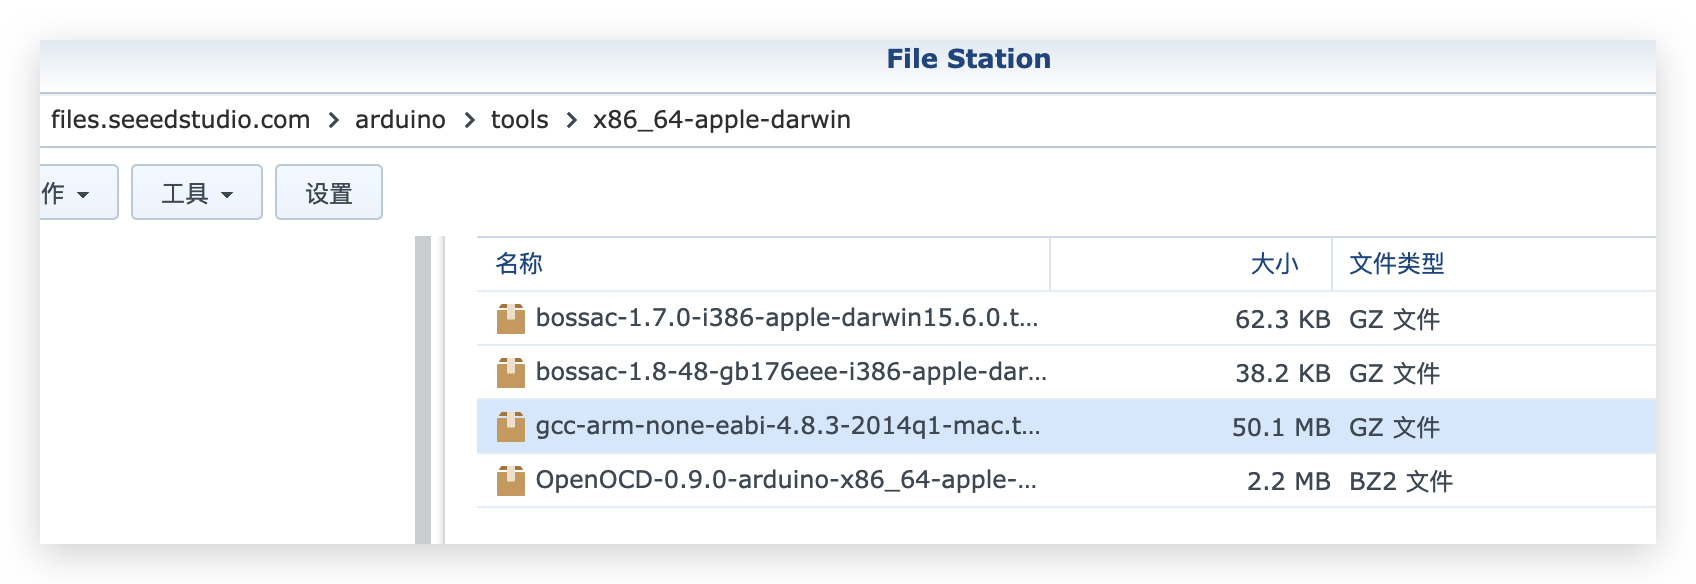 File Station
files.seeedstudio.com > arduino > tools > x86_64-apple-darwin
作 工具 设置
名称 大小 文件类型
bossac-1.7.0-i386-apple-darwin15.6.0.t... 62.3 KB GZ 文件
bossac-1.8-48-gb176eee-i386-apple-dar... 38.2 KB GZ 文件
gcc-arm-none-eabi-4.8.3-2014q1-mac.t... 50.1 MB GZ 文件
OpenOCD-0.9.0-arduino-x86_64-apple-... 2.2 MB BZ2 文件